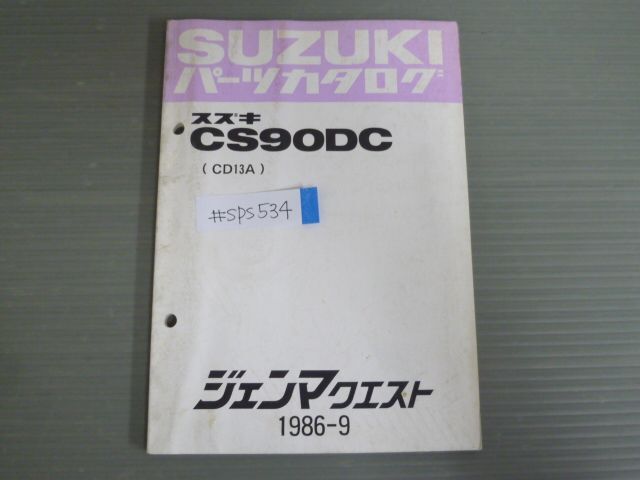 SUZUKI
パーツカタログ
スズキ
CS90DC
( CD13A )
#SPS534
ジェンマクエスト
1986-9